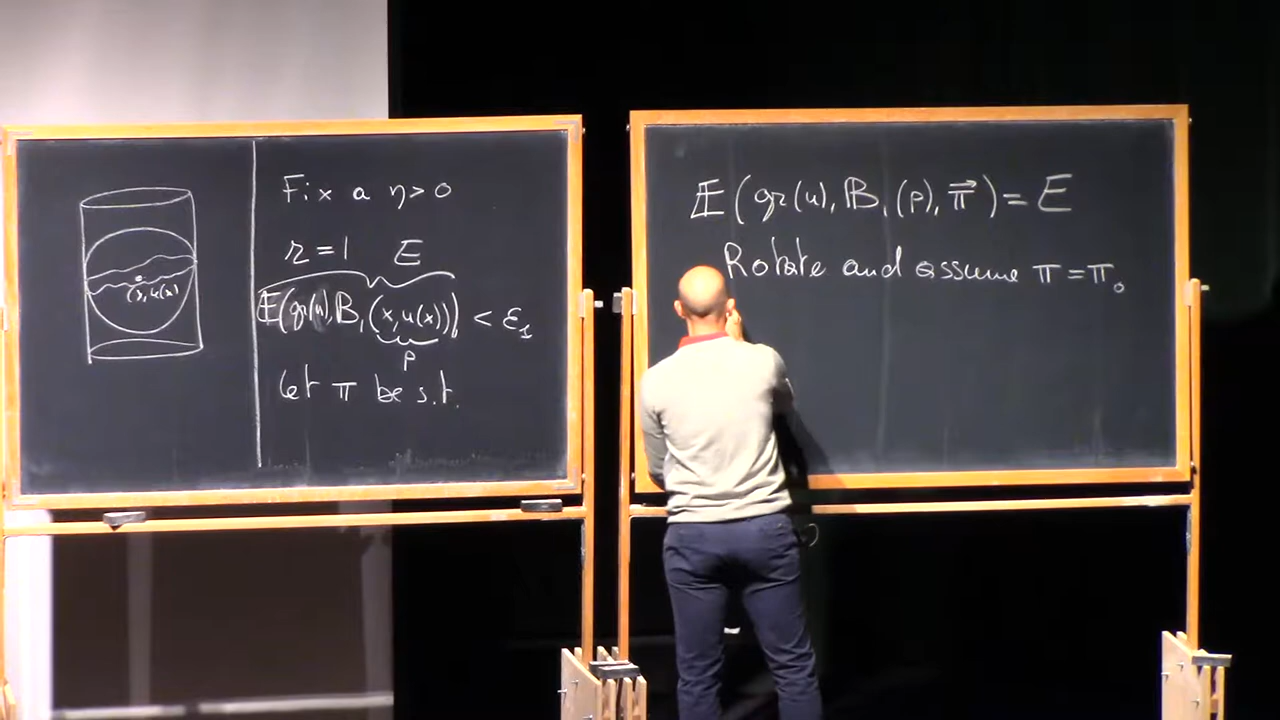 (x, u(x))
Fix a η>0
r=1 E
𝔼(gr(u), 𝔹₁(x, u(x))) < ε₁
p
Let π be s.t.
𝔼(gr(u), 𝔹₁(p), π⃗) = E
Rotate and assume π = π₀